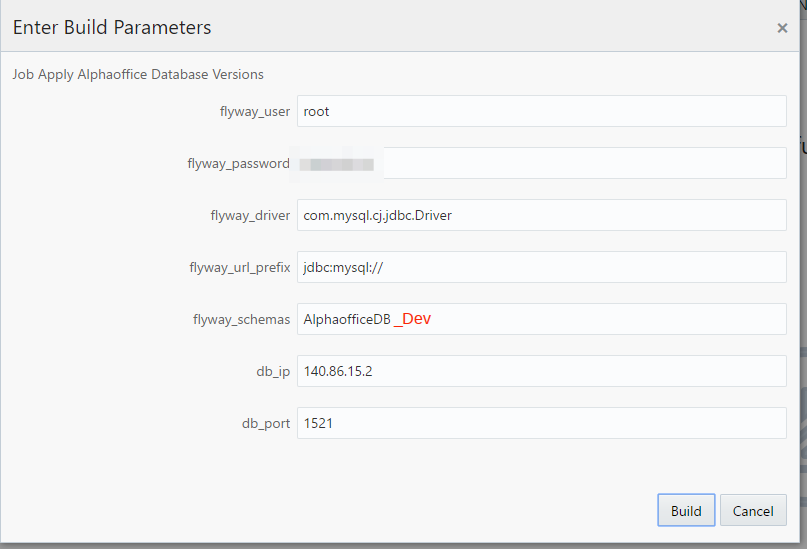 Enter Build Parameters ×
Job Apply Alphaoffice Database Versions
flyway_user root
flyway_password
flyway_driver com.mysql.cj.jdbc.Driver
flyway_url_prefix jdbc:mysql://
flyway_schemas AlphaofficeDB _Dev
db_ip 140.86.15.2
db_port 1521
Build Cancel